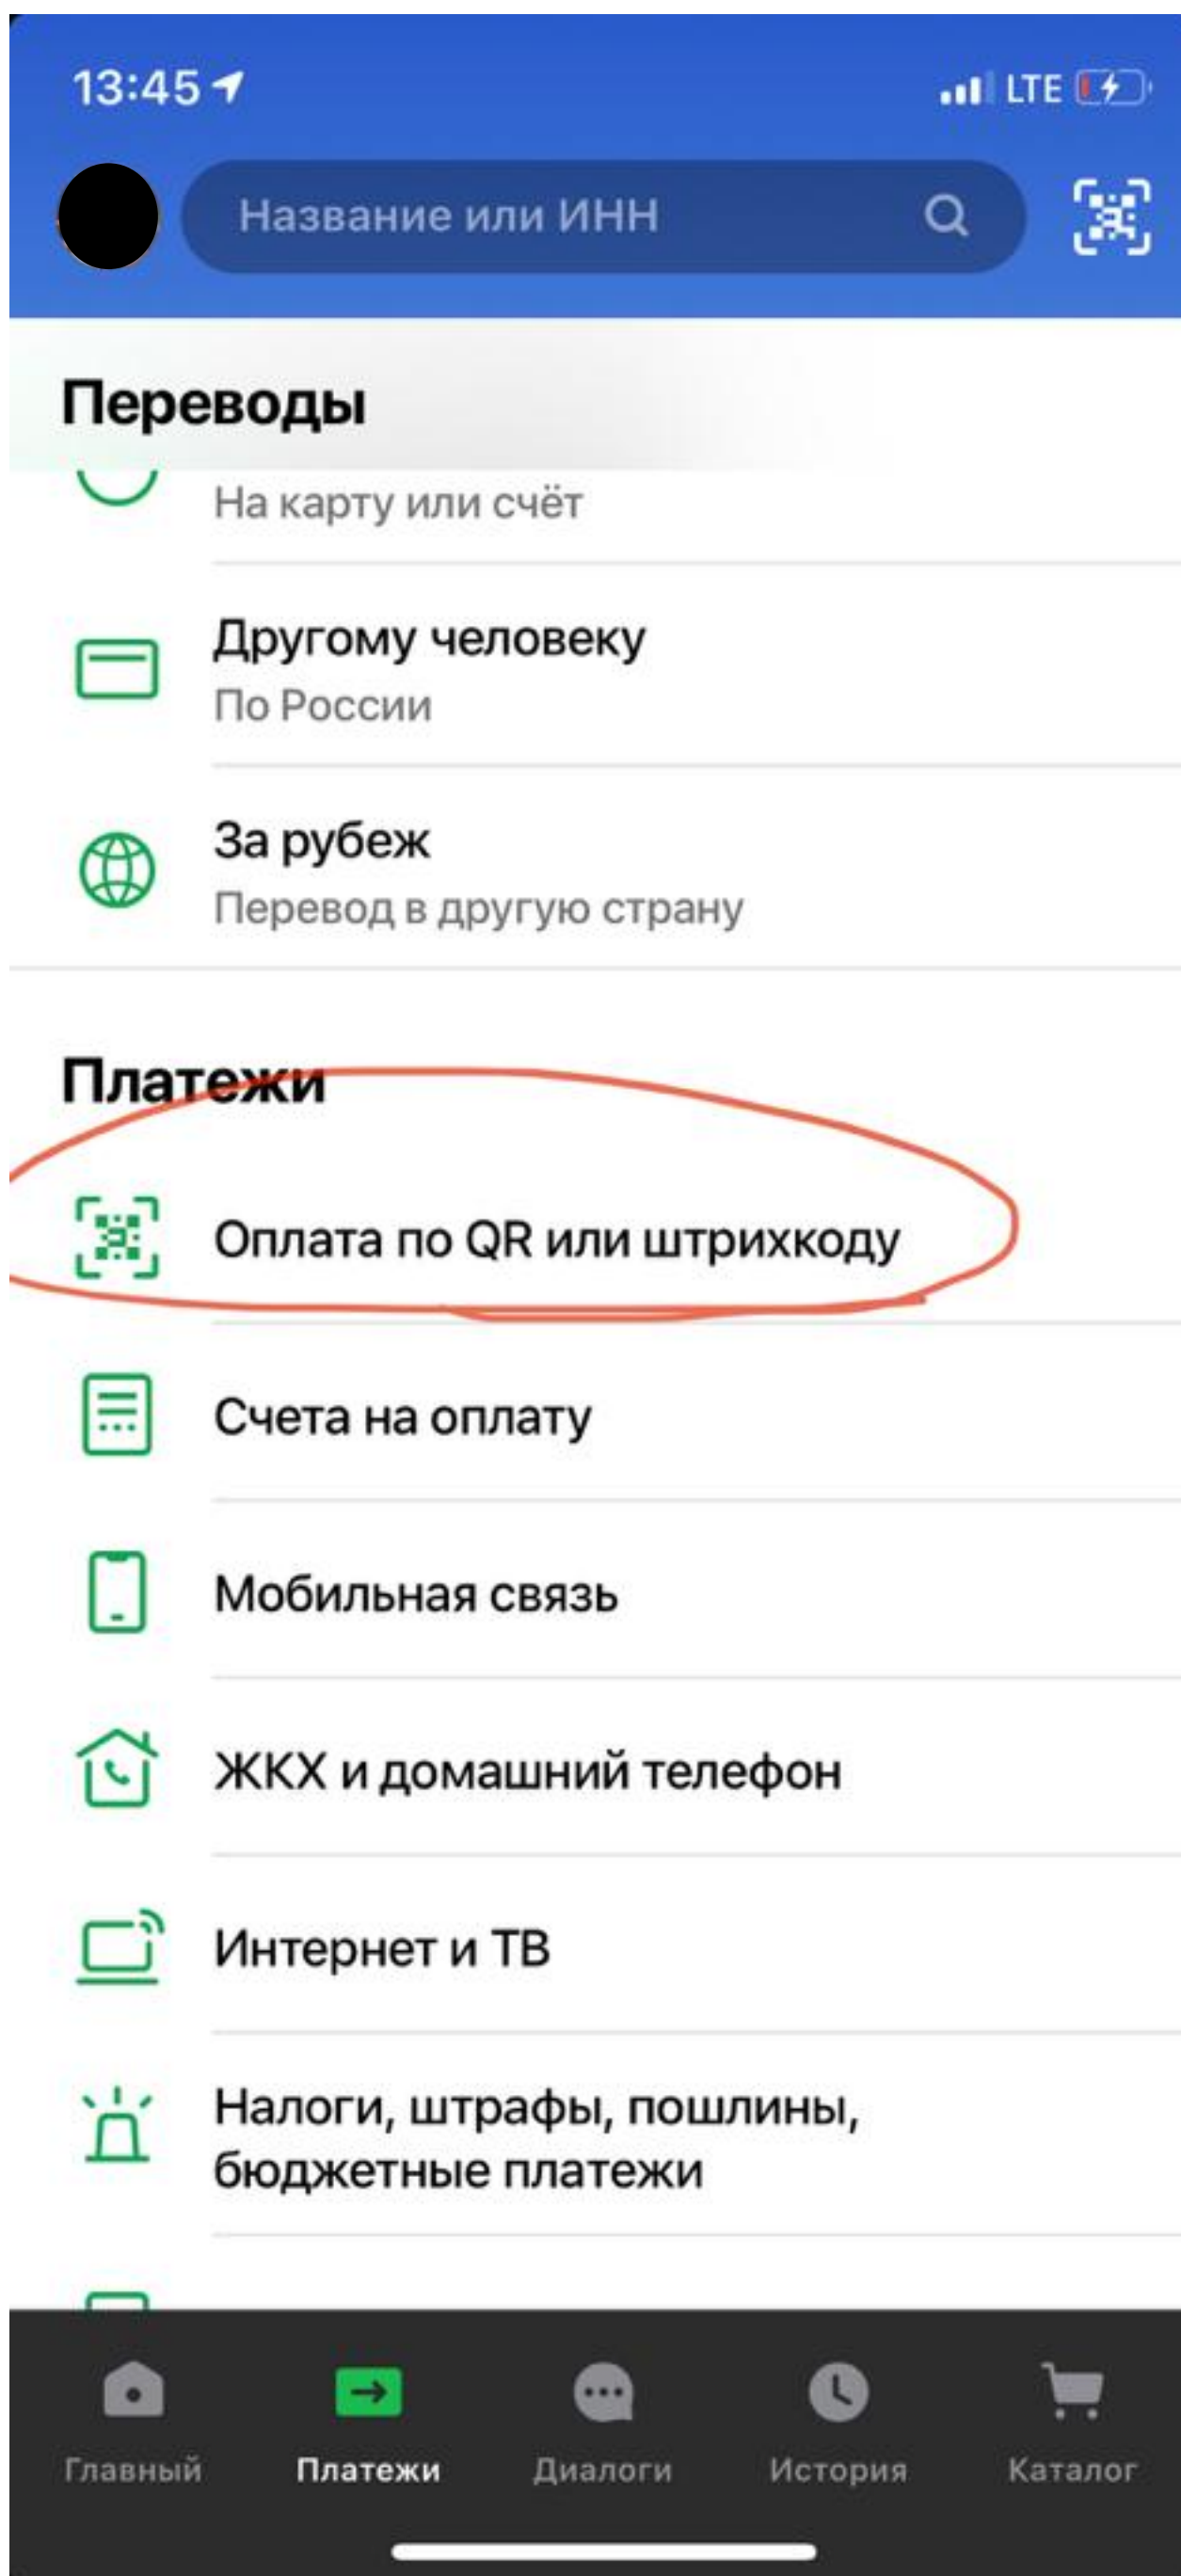 13:45
LTE
Название или ИНН
Переводы
На карту или счёт
Другому человеку
По России
За рубеж
Перевод в другую страну
Платежи
Оплата по QR или штрихкоду
Счета на оплату
Мобильная связь
ЖКХ и домашний телефон
Интернет и ТВ
Налоги, штрафы, пошлины,
бюджетные платежи
Главный
Платежи
Диалоги
История
Каталог